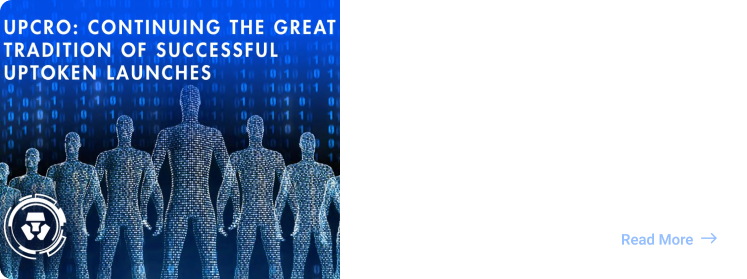 UPCRO: CONTINUING THE GREAT
TRADITION OF SUCCESSFUL
UPTOKEN LAUNCHES
Read More →